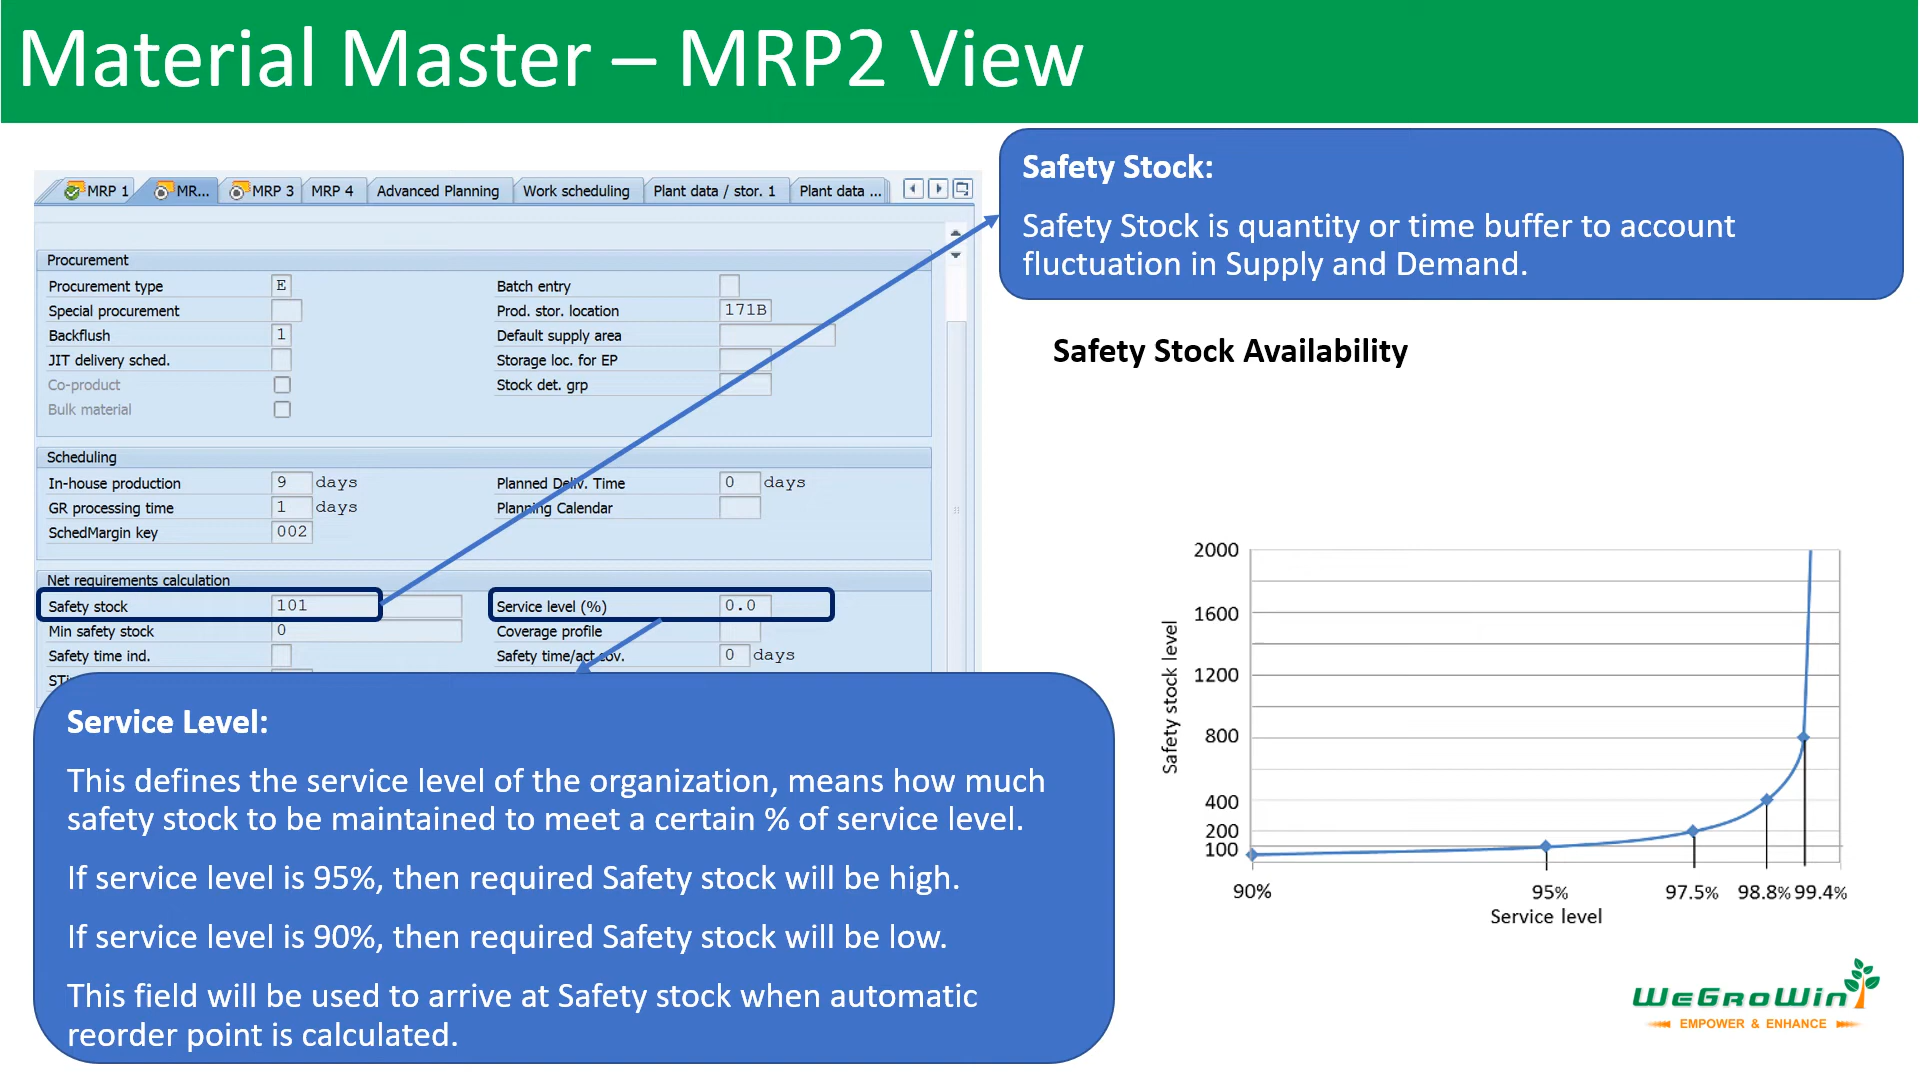 Material Master – MRP2 View
MRP 1
MR...
MRP 3
MRP 4
Advanced Planning
Work scheduling
Plant data / stor. 1
Plant data ...
Procurement
Procurement type E
Batch entry
Special procurement
Prod. stor. location 171B
Backflush 1
Default supply area
JIT delivery sched.
Storage loc. for EP
Co-product
Stock det. grp
Bulk material
Scheduling
In-house production 9 days
Planned Deliv. Time 0 days
GR processing time 1 days
Planning Calendar
SchedMargin key 002
Net requirements calculation
Safety stock 101
Service level (%) 0.0
Min safety stock 0
Coverage profile
Safety time ind.
Safety time/act.cov. 0 days
Safety Stock:
Safety Stock is quantity or time buffer to account
fluctuation in Supply and Demand.
Service Level:
This defines the service level of the organization, means how much
safety stock to be maintained to meet a certain % of service level.
If service level is 95%, then required Safety stock will be high.
If service level is 90%, then required Safety stock will be low.
This field will be used to arrive at Safety stock when automatic
reorder point is calculated.
Safety Stock Availability
Safety stock level
2000
1600
1200
800
400
200
100
90% 95% 97.5% 98.8% 99.4%
Service level
WeGroWin
EMPOWER & ENHANCE